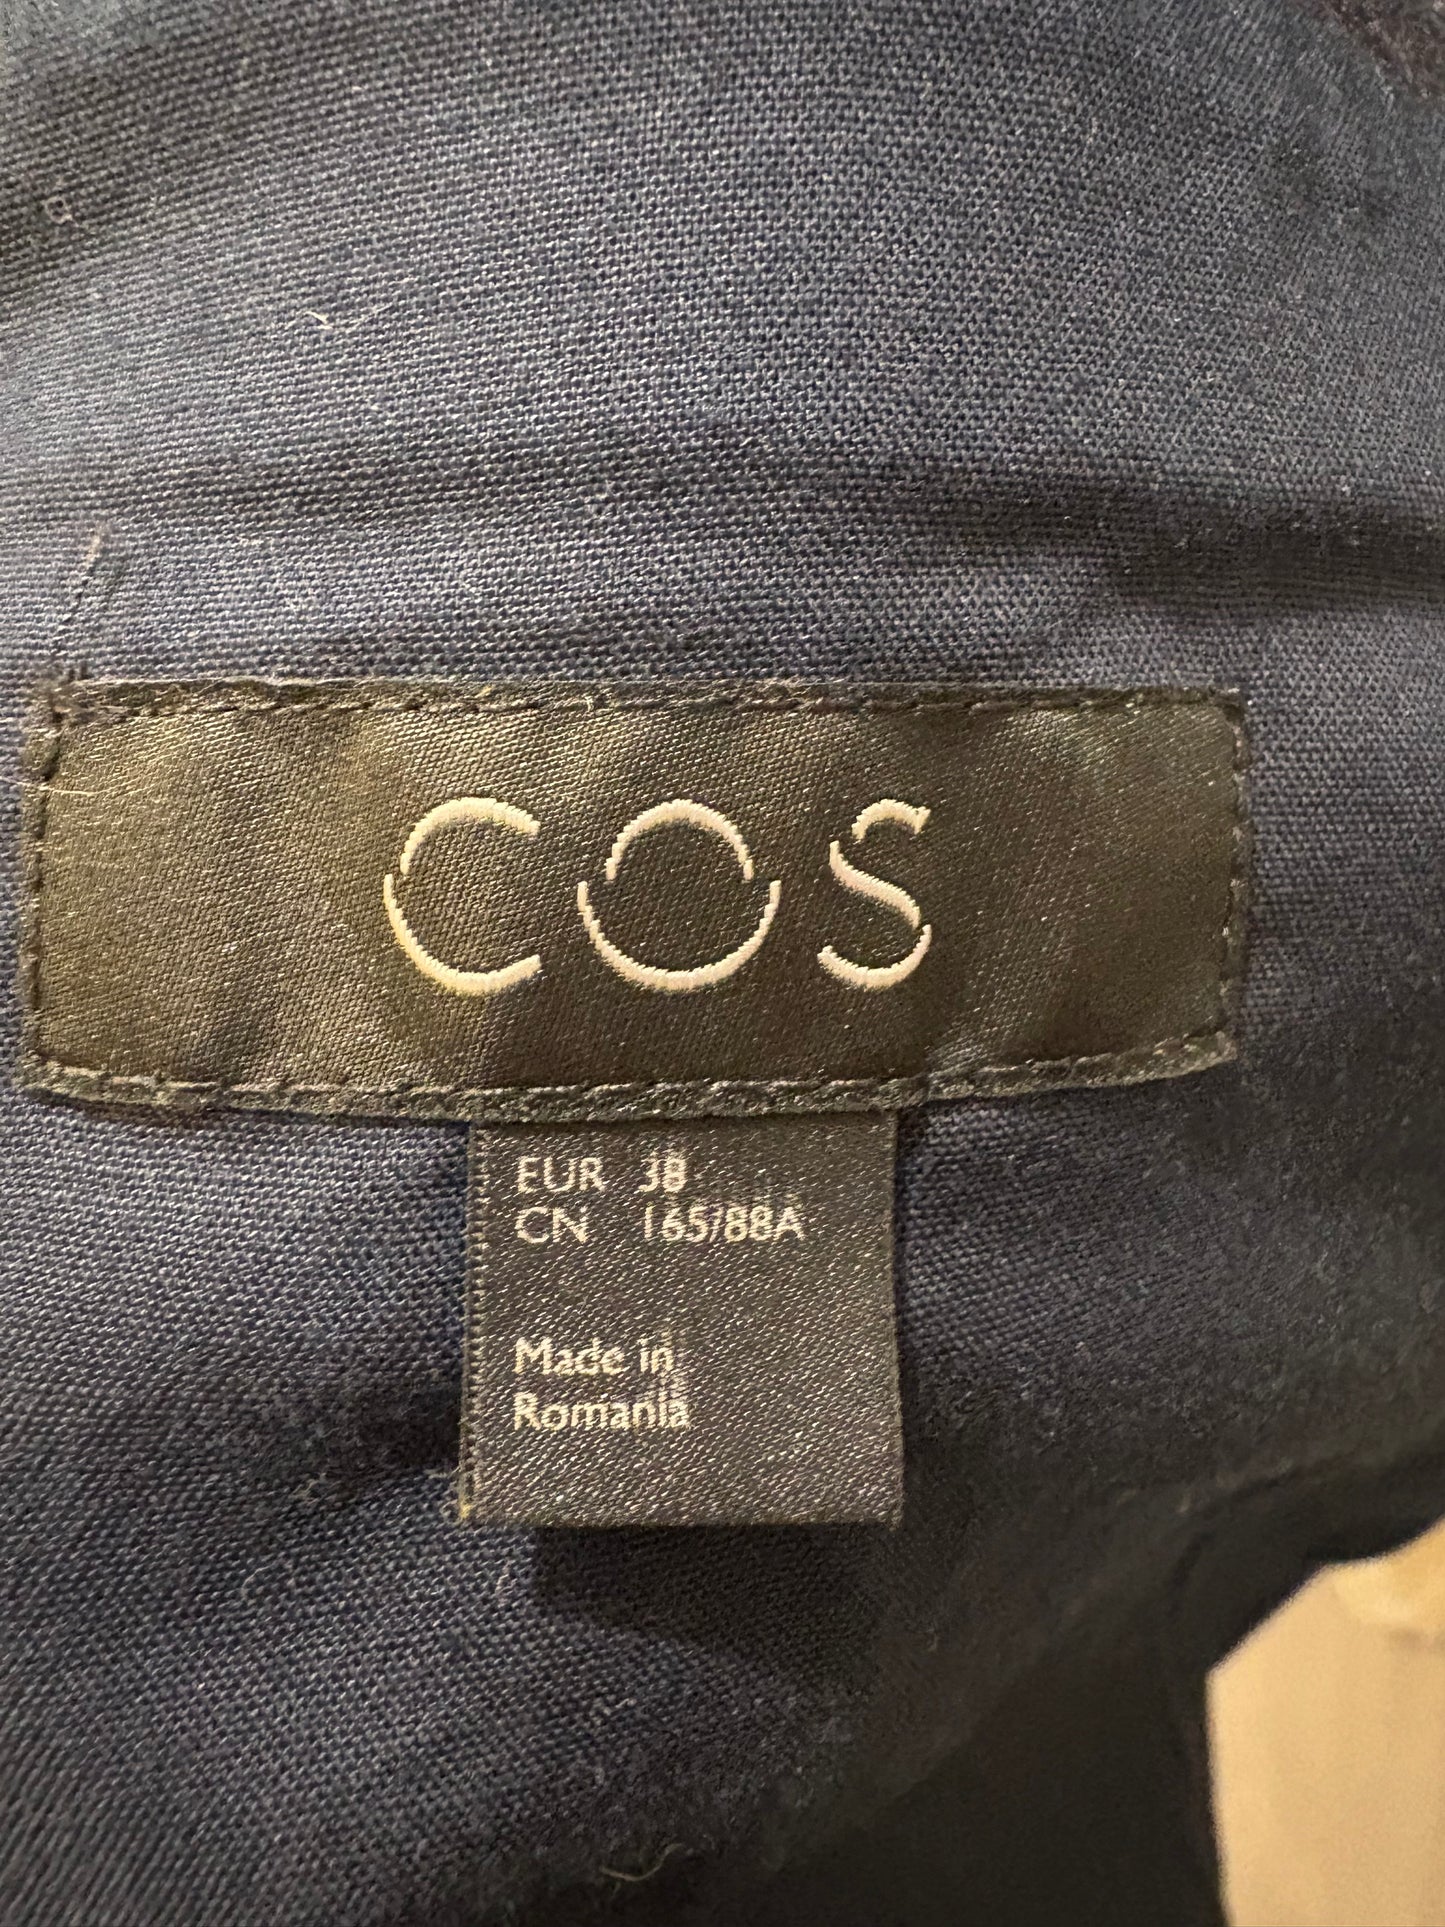 COS
EUR 38
CN 165/88A
Made in
Romania